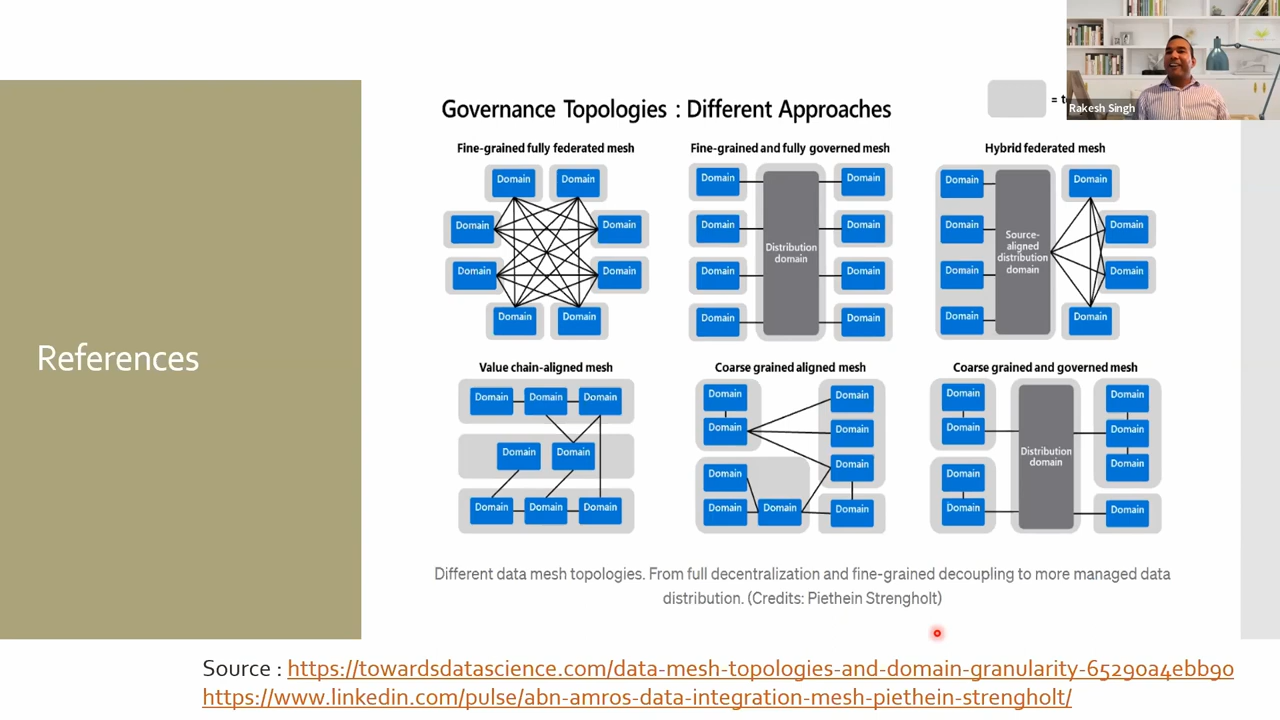 Rakesh Singh
Governance Topologies : Different Approaches
=
References
Fine-grained fully federated mesh
Domain Domain
Domain Domain
Domain Domain
Domain Domain
Fine-grained and fully governed mesh
Domain Domain
Domain Domain
Distribution
domain
Domain Domain
Domain Domain
Hybrid federated mesh
Domain Domain
Domain Domain
Source-
aligned
distribution
domain
Domain Domain
Domain Domain
Value chain-aligned mesh
Domain Domain Domain
Domain Domain
Domain Domain Domain
Coarse grained aligned mesh
Domain Domain
Domain Domain
Domain Domain
Domain Domain Domain
Coarse grained and governed mesh
Domain Domain
Domain Domain
Distribution
domain
Domain Domain
Domain Domain
Different data mesh topologies. From full decentralization and fine-grained decoupling to more managed data
distribution. (Credits: Piethein Strengholt)
Source : https://towardsdatascience.com/data-mesh-topologies-and-domain-granularity-65290a4ebb90
https://www.linkedin.com/pulse/abn-amros-data-integration-mesh-piethein-strengholt/